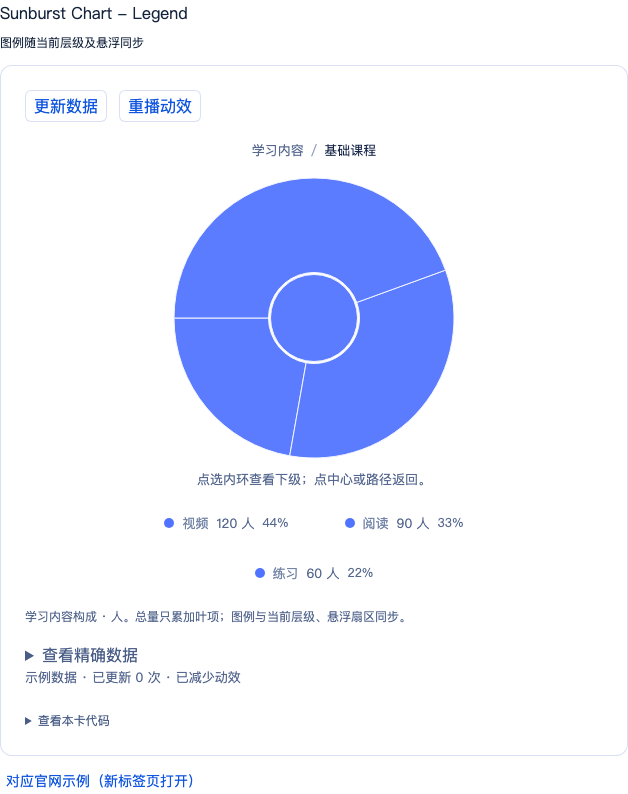 Sunburst Chart – Legend
图例随当前层级及悬浮同步
更新数据 重播动效
学习内容 / 基础课程
点选内环查看下级；点中心或路径返回。
视频 120 人 44% 阅读 90 人 33%
练习 60 人 22%
学习内容构成 · 人。总量只累加叶项；图例与当前层级、悬浮扇区同步。
▶ 查看精确数据
示例数据 · 已更新 0 次 · 已减少动效
▶ 查看本卡代码
对应官网示例（新标签页打开）